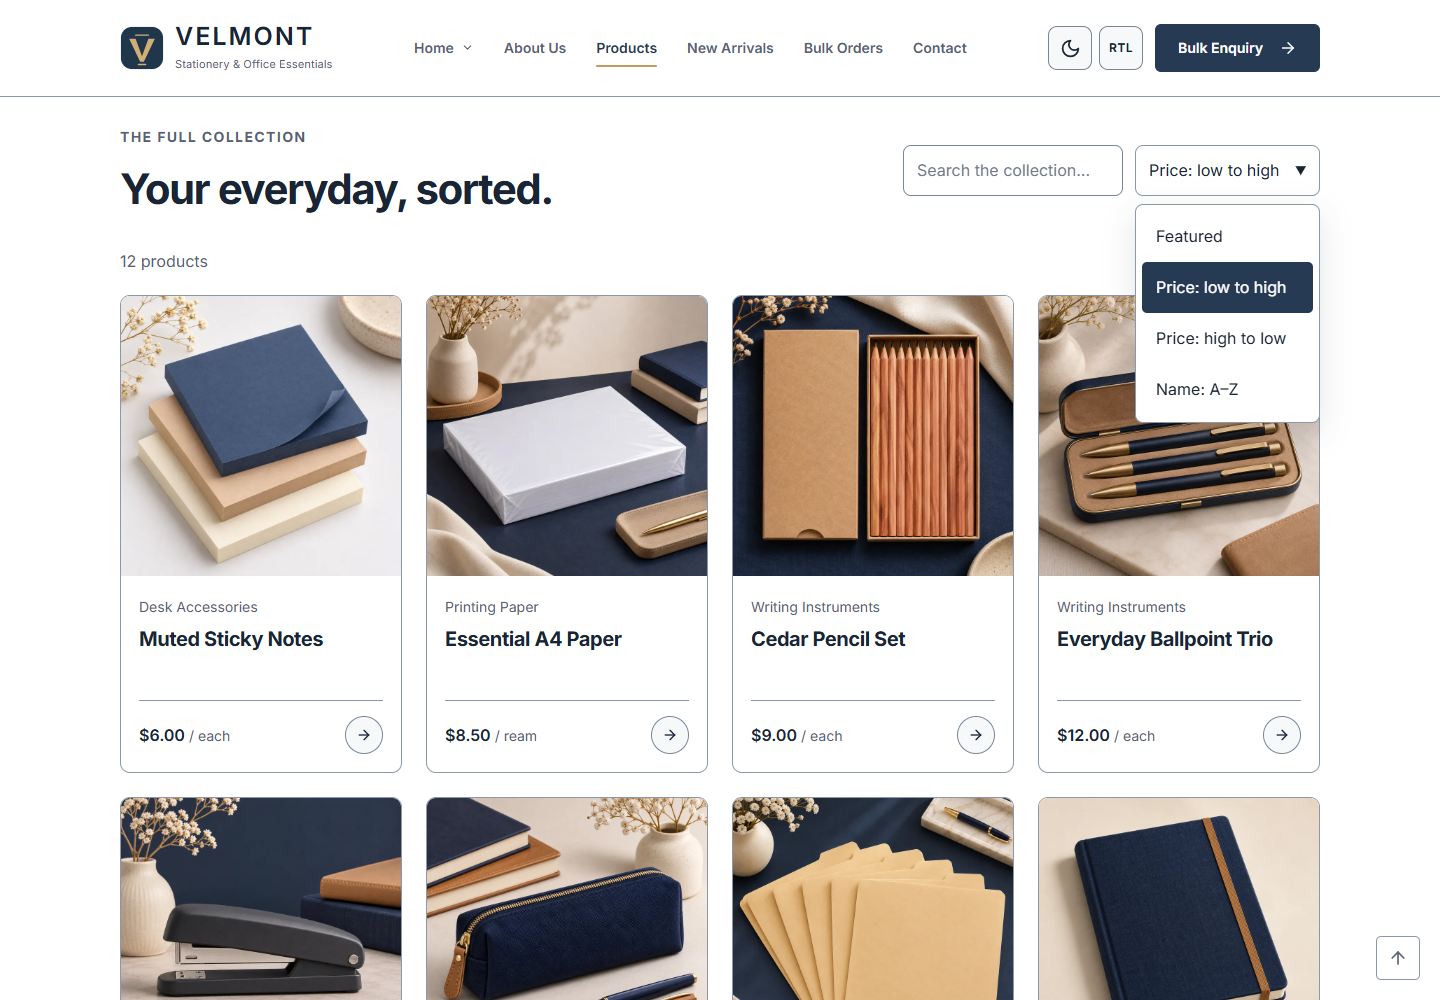 VELMONT
Stationery & Office Essentials
Home
About Us
Products
New Arrivals
Bulk Orders
Contact
RTL
Bulk Enquiry
THE FULL COLLECTION
Your everyday, sorted.
Search the collection...
Price: low to high
Featured
Price: low to high
Price: high to low
Name: A–Z
12 products
Desk Accessories
Muted Sticky Notes
$6.00 / each
Printing Paper
Essential A4 Paper
$8.50 / ream
Writing Instruments
Cedar Pencil Set
$9.00 / each
Writing Instruments
Everyday Ballpoint Trio
$12.00 / each